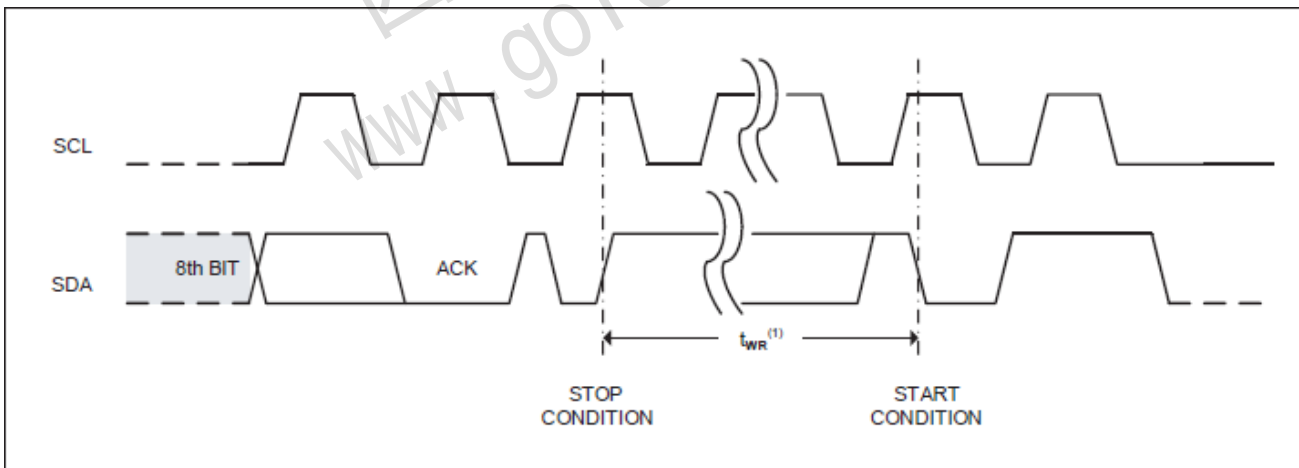 SCL
SDA
8th BIT
ACK
tWR(1)
STOP
CONDITION
START
CONDITION